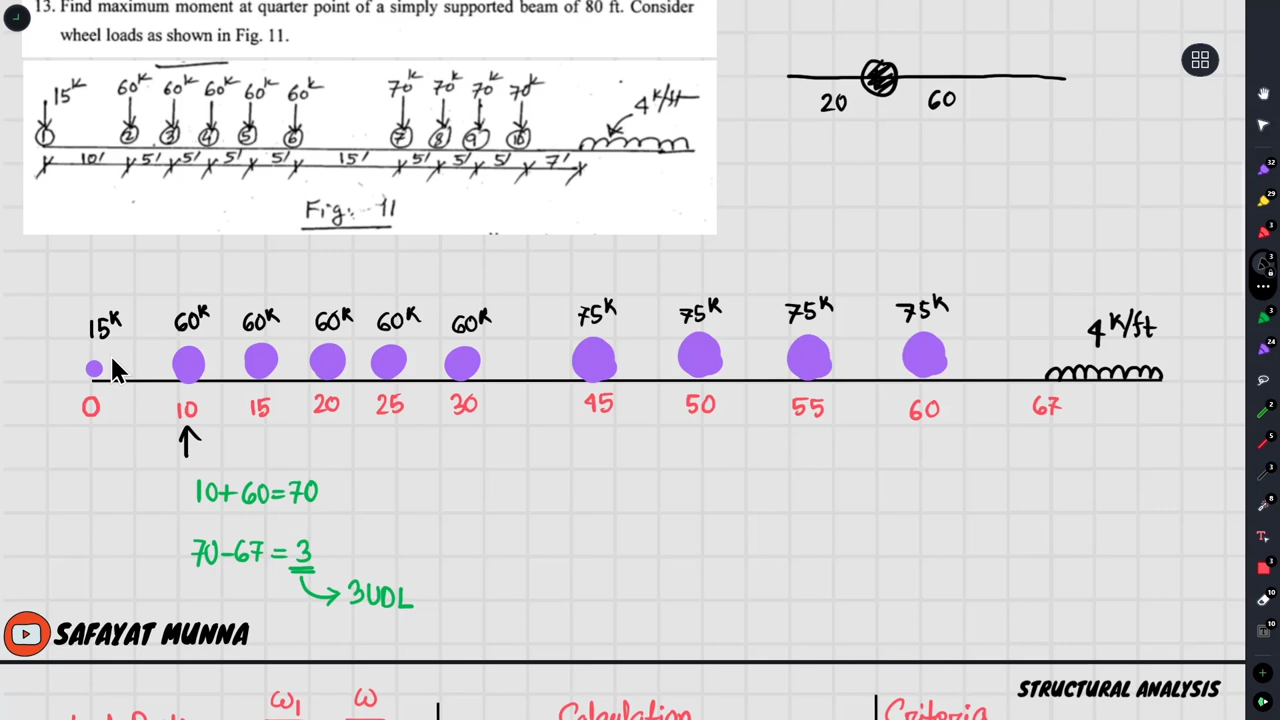 13. Find maximum moment at quarter point of a simply supported beam of 80 ft. Consider
wheel loads as shown in Fig. 11.
15k 60k 60k 60k 60k 60k 70k 70k 70k 70k 4k/ft
1 2 3 4 5 6 7 8 9 10
10' 5' 5' 5' 5' 15' 5' 5' 5' 7'
Fig: 11
20 60
15k 60k 60k 60k 60k 60k 75k 75k 75k 75k 4k/ft
0 10 15 20 25 30 45 50 55 60 67
10+60=70
70-67=3
3UDL
SAFAYAT MUNNA
STRUCTURAL ANALYSIS
ω1 ω
Calculation Criteria